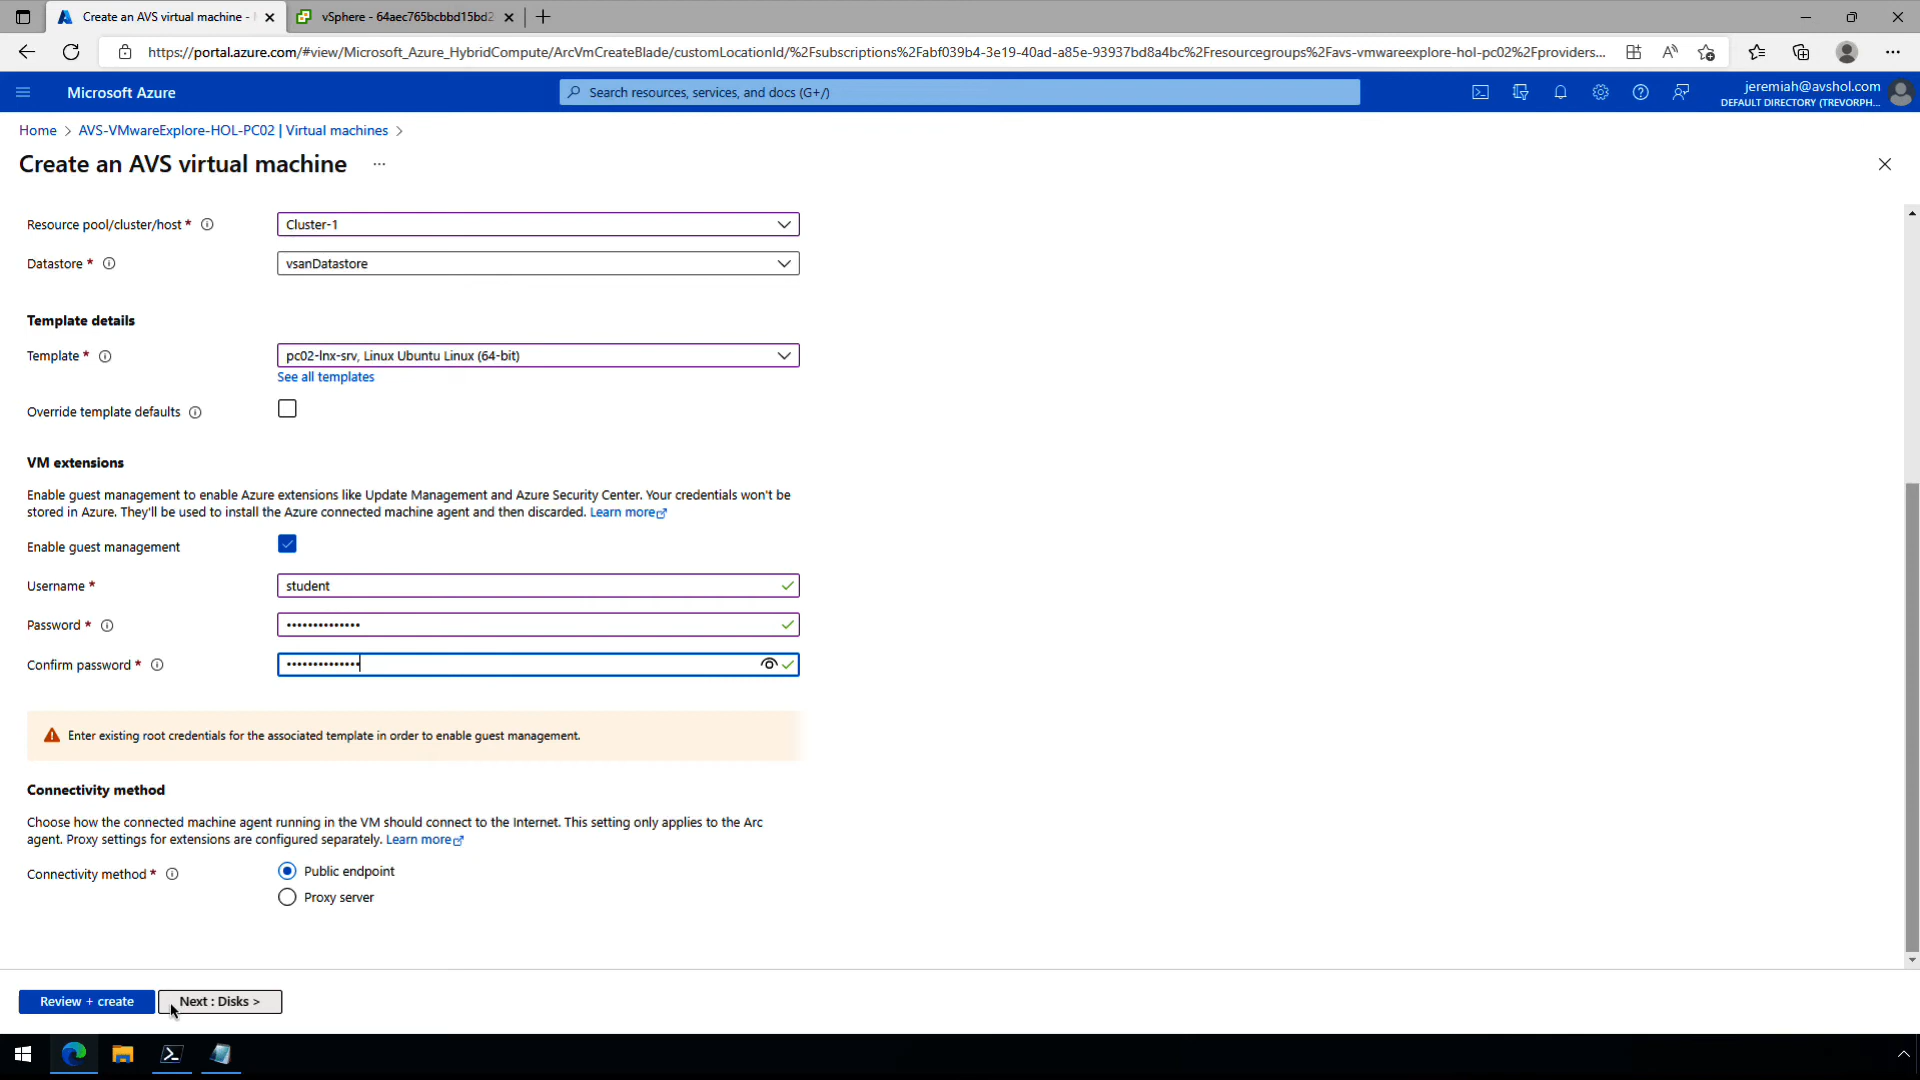 Create an AVS virtual machine -
vSphere - 64aec765bcbbd15bd2
https://portal.azure.com/#view/Microsoft_Azure_HybridCompute/ArcVmCreateBlade/customLocationId/%2Fsubscriptions%2Fabf039b4-3e19-40ad-a85e-93937bd8a4bc%2Fresourcegroups%2Favs-vmwareexplore-hol-pc02%2Fproviders...
Microsoft Azure
Search resources, services, and docs (G+/)
jeremiah@avshol.com
DEFAULT DIRECTORY (TREVORPH...
Home > AVS-VMwareExplore-HOL-PC02 | Virtual machines >
Create an AVS virtual machine ...
Resource pool/cluster/host * Cluster-1
Datastore * vsanDatastore
Template details
Template * pc02-lnx-srv, Linux Ubuntu Linux (64-bit)
See all templates
Override template defaults
VM extensions
Enable guest management to enable Azure extensions like Update Management and Azure Security Center. Your credentials won't be
stored in Azure. They'll be used to install the Azure connected machine agent and then discarded. Learn more
Enable guest management
Username * student
Password * ••••••••••••••
Confirm password * ••••••••••••••
Enter existing root credentials for the associated template in order to enable guest management.
Connectivity method
Choose how the connected machine agent running in the VM should connect to the Internet. This setting only applies to the Arc
agent. Proxy settings for extensions are configured separately. Learn more
Connectivity method * Public endpoint
Proxy server
Review + create
Next : Disks >